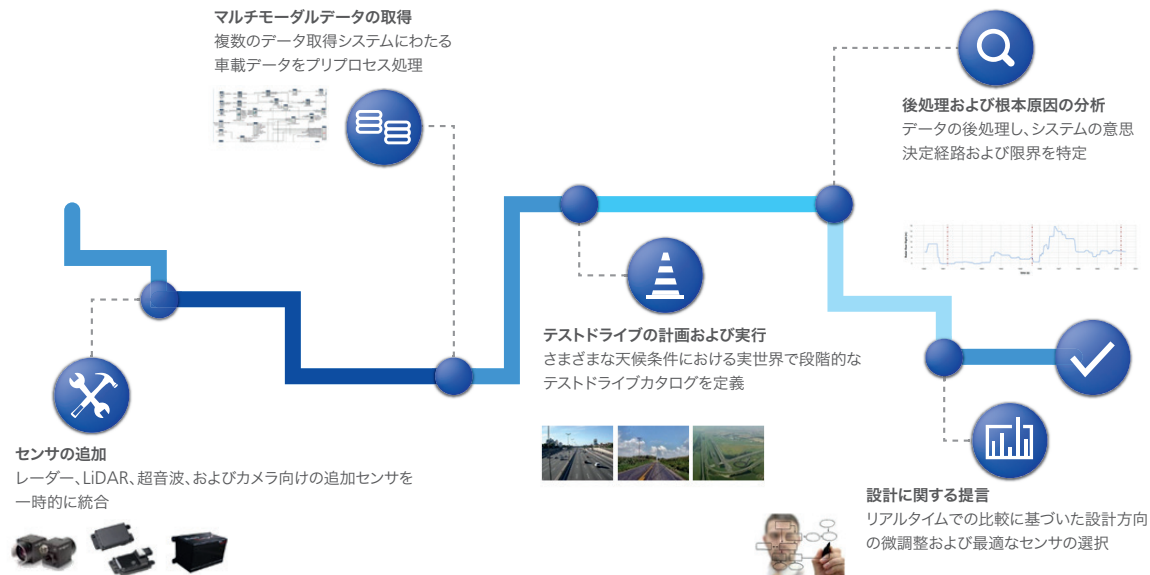 マルチモーダルデータの取得
複数のデータ取得システムにわたる
車載データをプリプロセス処理
後処理および根本原因の分析
データの後処理し、システムの意思
決定経路および限界を特定
テストドライブの計画および実行
さまざまな天候条件における実世界で段階的な
テストドライブカタログを定義
センサの追加
レーダー、LiDAR、超音波、およびカメラ向けの追加センサを
一時的に統合
設計に関する提言
リアルタイムでの比較に基づいた設計方向
の微調整および最適なセンサの選択